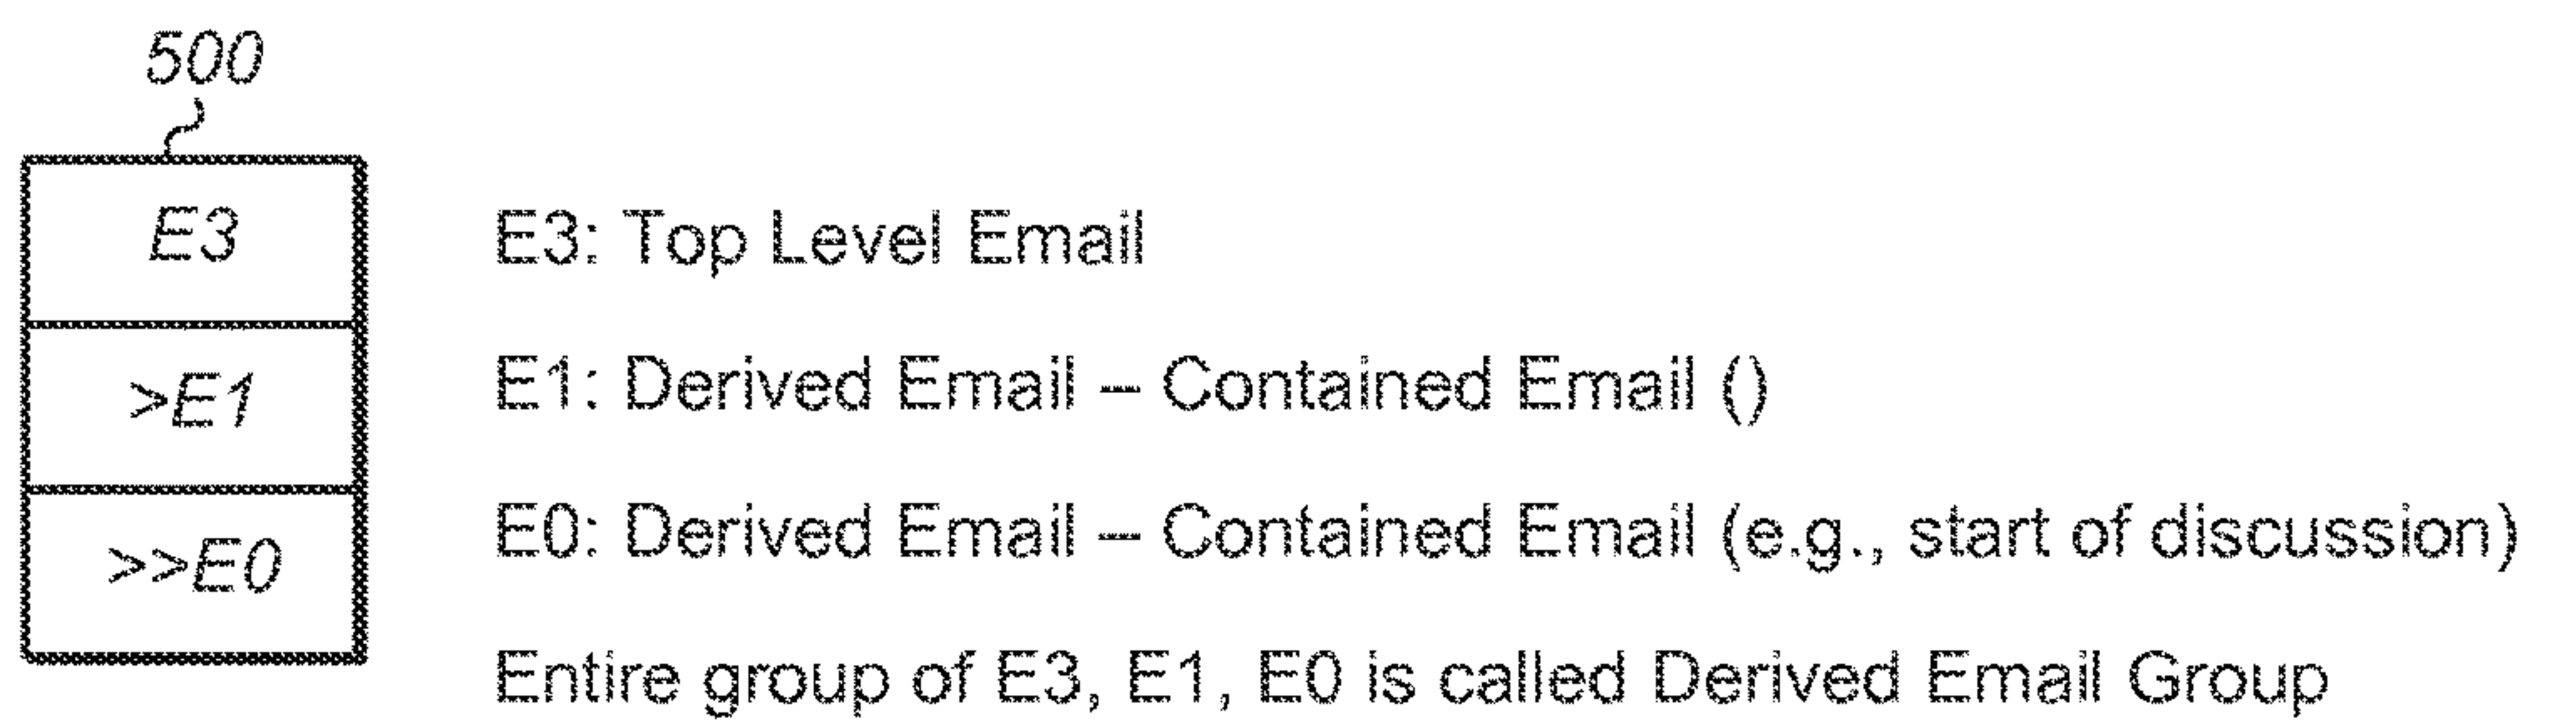 500
E3
E3: Top Level Email
>E1
E1: Derived Email – Contained Email ()
>>E0
E0: Derived Email – Contained Email (e.g., start of discussion)
Entire group of E3, E1, E0 is called Derived Email Group